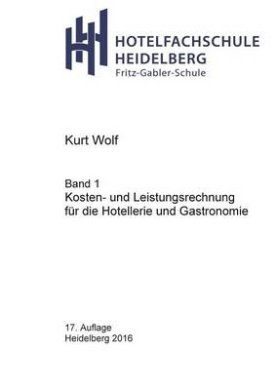 HOTELFACHSCHULE
HEIDELBERG
Fritz-Gabler-Schule
Kurt Wolf
Band 1
Kosten- und Leistungsrechnung
für die Hotellerie und Gastronomie
17. Auflage
Heidelberg 2016